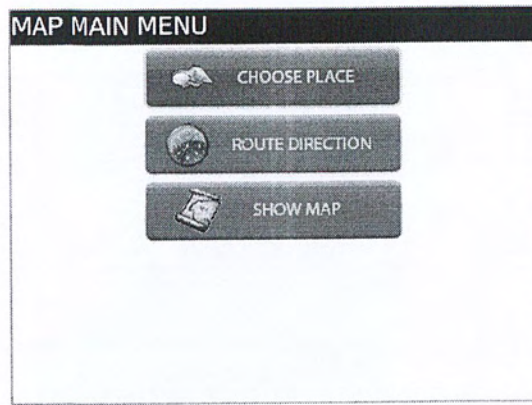 MAP MAIN MENU
CHOOSE PLACE
ROUTE DIRECTION
SHOW MAP